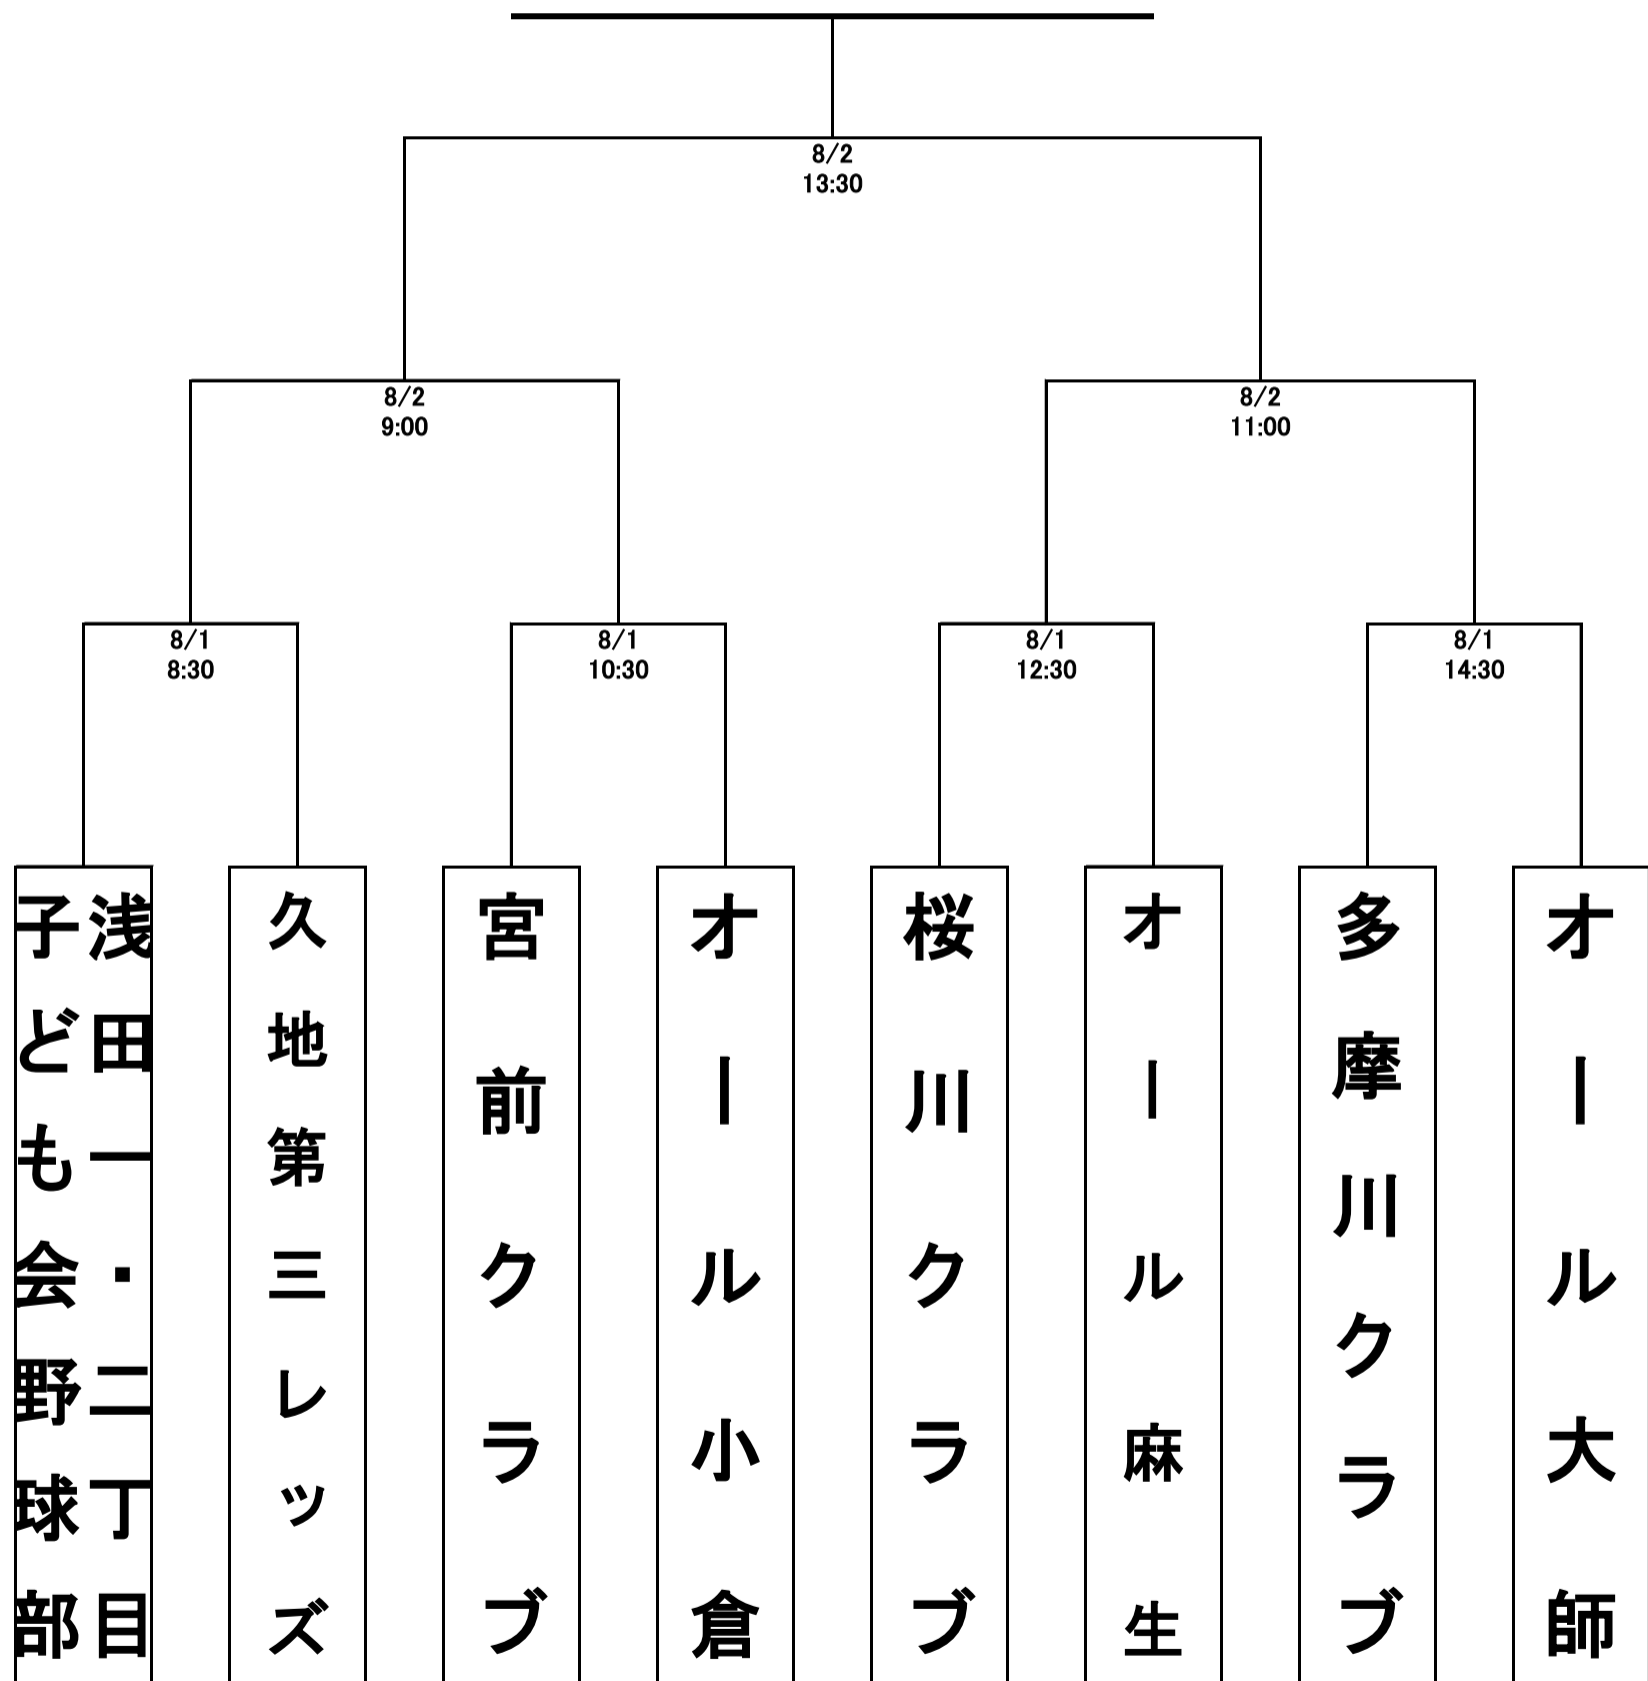 8/2
13:30
8/2
9:00
8/2
11:00
8/1
8:30
8/1
10:30
8/1
12:30
8/1
14:30
浅田一・二丁目
子ども会野球部
久地第三レッズ
宮前クラブ
オール小倉
桜川クラブ
オール麻生
多摩川クラブ
オール大師